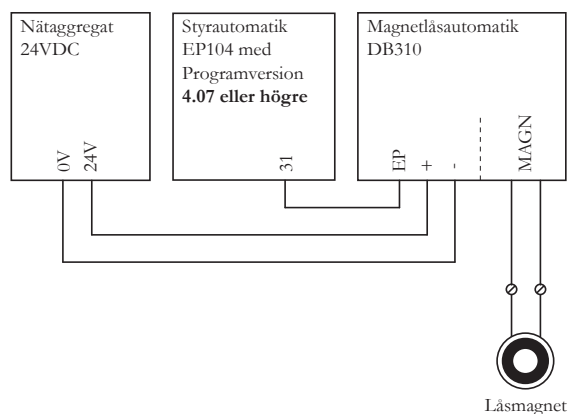 Nätaggregat
24VDC
Styrautomatik
EP104 med
Programversion
4.07 eller högre
Magnetlåsautomatik
DB310
0V
24V
31
EP
+
-
MAGN
Låsmagnet